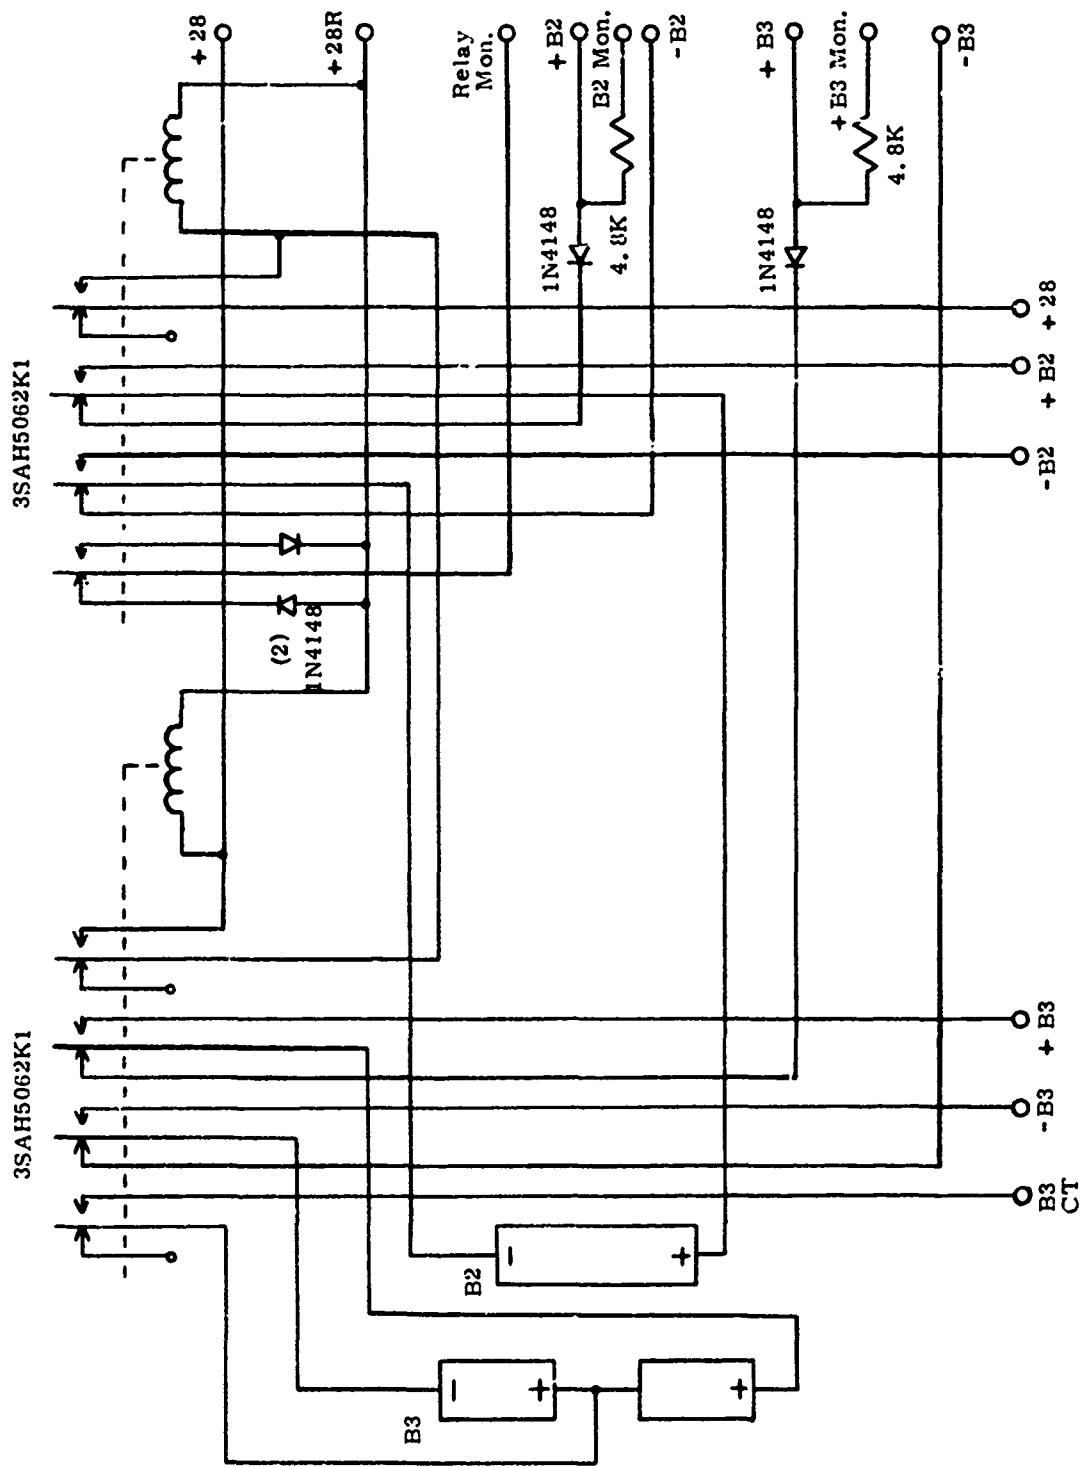 3SAH5062K1
3SAH5062K1
+28
+28R
Relay
Mon.
+B2
B2 Mon.
-B2
+B3
+B3 Mon.
-B3
1N4148
4.8K
1N4148
4.8K
(2)
1N4148
+28
+B2
-B2
+B3
-B3
B3
CT
B2
-
+
B3
-
+
+